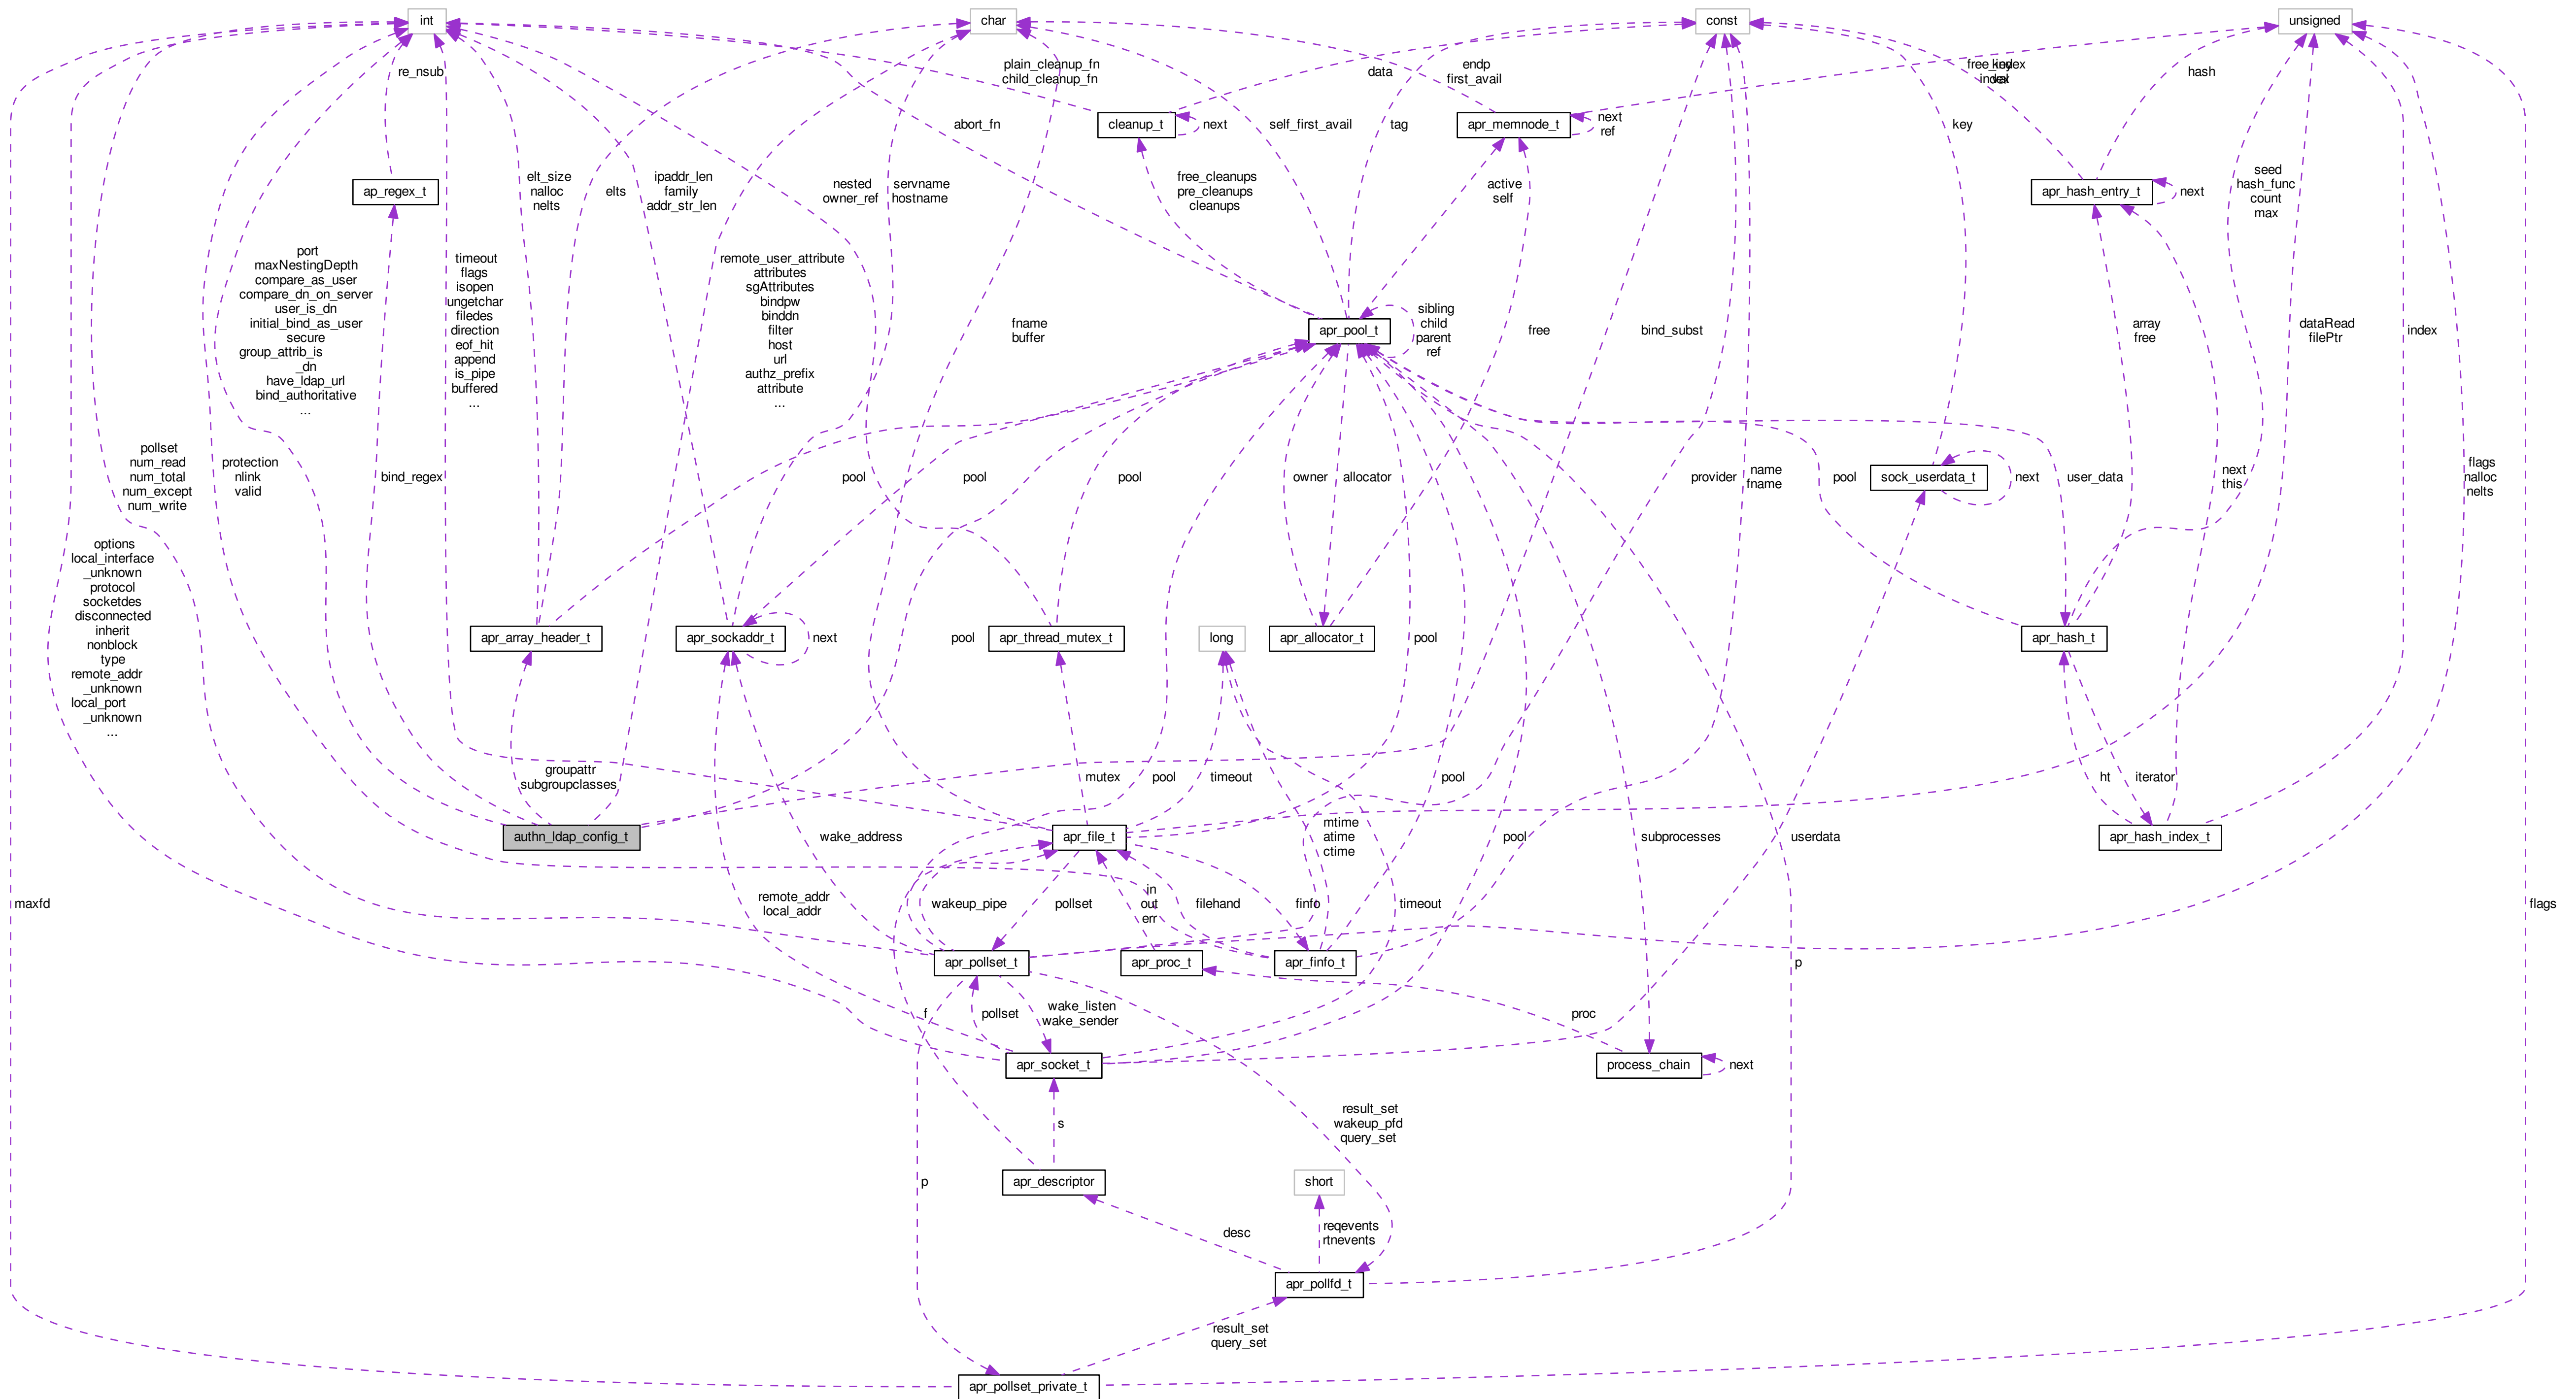 int
char
const
unsigned
re_nsub
plain_cleanup_fn
child_cleanup_fn
data
endp
first_avail
hash
cleanup_t
next
abort_fn
self_first_avail
tag
apr_memnode_t
next
ref
key
ap_regex_t
elt_size
nalloc
nelts
elts
ipaddr_len
family
addr_str_len
nested
owner_ref
servname
hostname
free_cleanups
pre_cleanups
cleanups
active
self
apr_hash_entry_t
next
seed
hash_func
count
max
port
maxNestingDepth
compare_as_user
compare_dn_on_server
user_is_dn
initial_bind_as_user
secure
group_attrib_is
_dn
have_ldap_url
bind_authoritative
...
timeout
flags
isopen
ungetchar
filedes
direction
eof_hit
append
is_pipe
buffered
...
remote_user_attribute
attributes
sgAttributes
bindpw
binddn
filter
host
url
authz_prefix
attribute
...
fname
buffer
apr_pool_t
sibling
child
parent
ref
free
bind_subst
array
free
dataRead
filePtr
index
pollset
num_read
num_total
num_except
num_write
protection
nlink
valid
bind_regex
pool
pool
pool
owner
allocator
provider
name
fname
pool
sock_userdata_t
next
user_data
next
this
flags
nalloc
nelts
options
local_interface
_unknown
protocol
socketdes
disconnected
inherit
nonblock
type
remote_addr
_unknown
local_port
_unknown
...
apr_array_header_t
apr_sockaddr_t
next
pool
apr_thread_mutex_t
long
apr_allocator_t
pool
apr_hash_t
groupattr
subgroupclasses
mutex
pool
timeout
pool
ht
iterator
authn_ldap_config_t
wake_address
apr_file_t
mtime
atime
ctime
pool
subprocesses
userdata
apr_hash_index_t
maxfd
remote_addr
local_addr
wakeup_pipe
pollset
in
out
err
filehand
finfo
timeout
flags
apr_pollset_t
apr_proc_t
apr_finfo_t
p
f
pollset
wake_listen
wake_sender
proc
apr_socket_t
process_chain
next
s
result_set
wakeup_pfd
query_set
p
apr_descriptor
short
desc
reqevents
rtnevents
apr_pollfd_t
result_set
query_set
apr_pollset_private_t